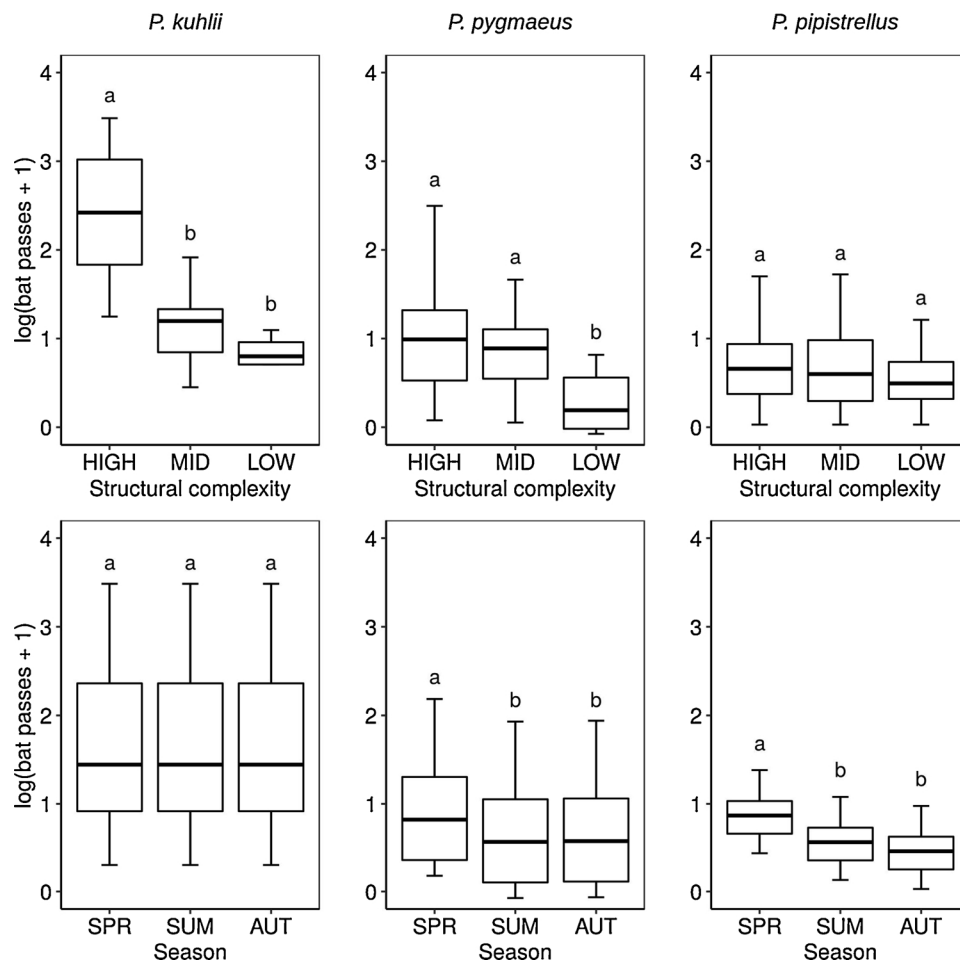 P. kuhlii P. pygmaeus P. pipistrellus
log(bat passes + 1)
4
3
2
1
0
a b b
HIGH MID LOW
Structural complexity
4
3
2
1
0
a a b
HIGH MID LOW
Structural complexity
4
3
2
1
0
a a a
HIGH MID LOW
Structural complexity
log(bat passes + 1)
4
3
2
1
0
a a a
SPR SUM AUT
Season
4
3
2
1
0
a b b
SPR SUM AUT
Season
4
3
2
1
0
a b b
SPR SUM AUT
Season